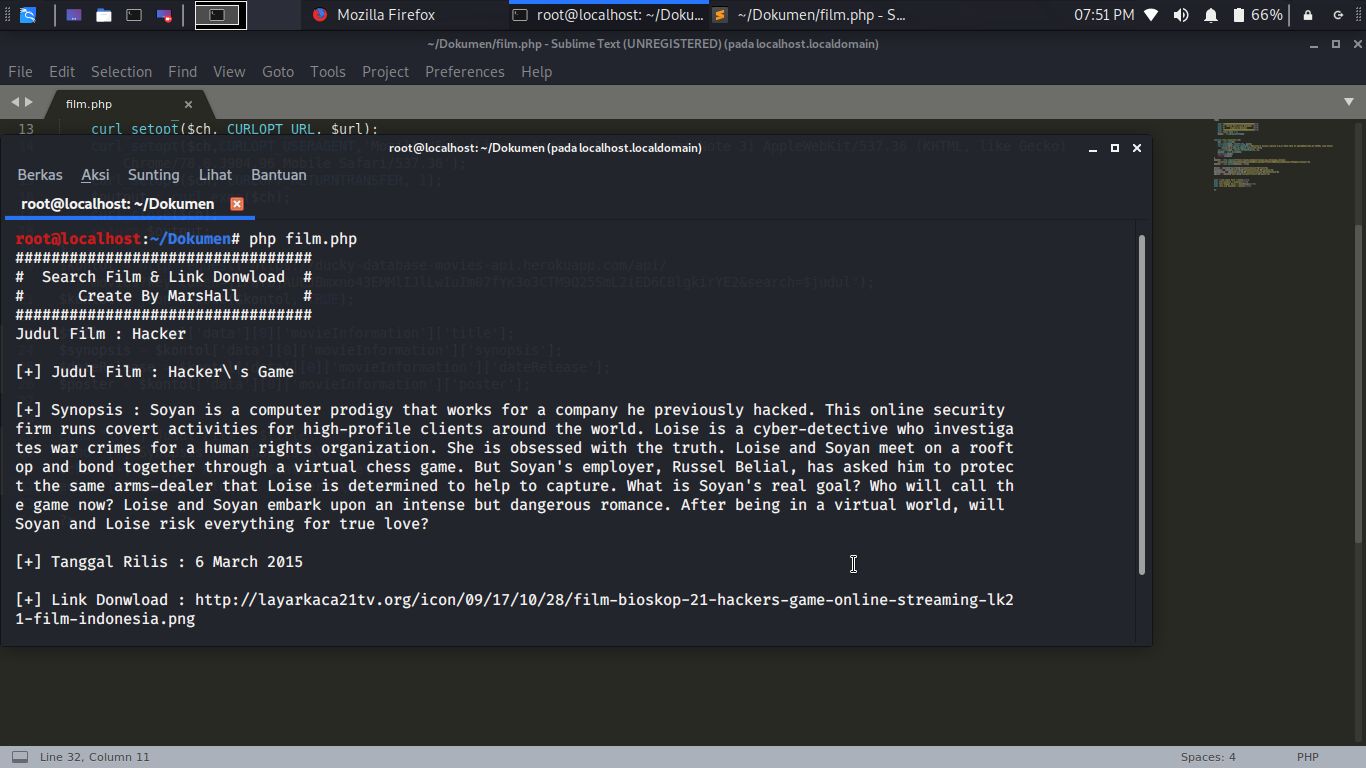 Mozilla Firefox
root@localhost: ~/Doku...
~/Dokumen/film.php - S...
07:51 PM
66%
~/Dokumen/film.php - Sublime Text (UNREGISTERED) (pada localhost.localdomain)
File Edit Selection Find Goto Tools Project Preferences Help
film.php
13 curl_setopt($ch, CURLOPT_URL, $url);
root@localhost: ~/Dokumen (pada localhost.localdomain)
Berkas Aksi Sunting Lihat Bantuan
root@localhost: ~/Dokumen
root@localhost:~/Dokumen# php film.php
#################################
# Search Film & Link Donwload #
# Create By MarsHall #
#################################
Judul Film : Hacker
[+] Judul Film : Hacker\'s Game
[+] Synopsis : Soyan is a computer prodigy that works for a company he previously hacked. This online security
firm runs covert activities for high-profile clients around the world. Loise is a cyber-detective who investiga
tes war crimes for a human rights organization. She is obsessed with the truth. Loise and Soyan meet on a rooft
op and bond together through a virtual chess game. But Soyan's employer, Russel Belial, has asked him to protec
t the same arms-dealer that Loise is determined to help to capture. What is Soyan's real goal? Who will call th
e game now? Loise and Soyan embark upon an intense but dangerous romance. After being in a virtual world, will
Soyan and Loise risk everything for true love?
[+] Tanggal Rilis : 6 March 2015
[+] Link Donwload : http://layarkaca21tv.org/icon/09/17/10/28/film-bioskop-21-hackers-game-online-streaming-lk2
1-film-indonesia.png
Line 32, Column 11
Spaces: 4
PHP